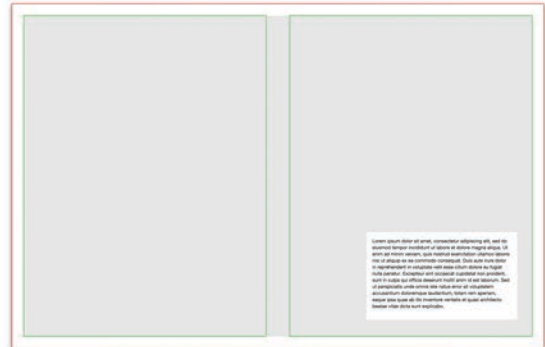 Lorem ipsum dolor sit amet, consectetur adipiscing elit, sed do
eiusmod tempor incididunt ut labore et dolore magna aliqua. Ut
enim ad minim veniam, quis nostrud exercitation ullamco laboris
nisi ut aliquip ex ea commodo consequat. Duis aute irure dolor
in reprehenderit in voluptate velit esse cillum dolore eu fugiat
nulla pariatur. Excepteur sint occaecat cupidatat non proident,
sunt in culpa qui officia deserunt mollit anim id est laborum. Sed
ut perspiciatis unde omnis iste natus error sit voluptatem
accusantium doloremque laudantium, totam rem aperiam,
eaque ipsa quae ab illo inventore veritatis et quasi architecto
beatae vitae dicta sunt explicabo.